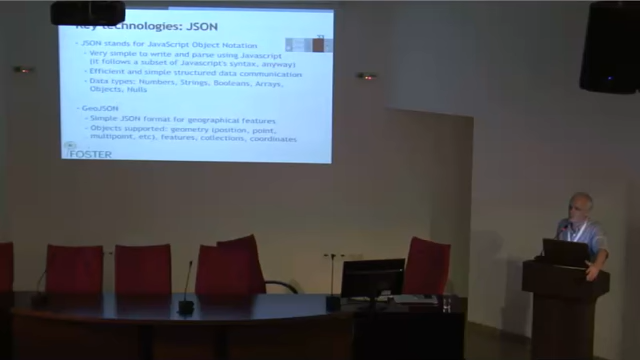 Key technologies: JSON
- JSON stands for JavaScript Object Notation
- Very simple to write and parse using Javascript
(it follows a subset of Javascript's syntax, anyway)
- Efficient and simple structured data communication
- Data types: Numbers, Strings, Booleans, Arrays,
Objects, Nulls
- GeoJSON
- Simple JSON format for geographical features
- Objects supported: geometry (position, point,
multipoint, etc), features, collections, coordinates
FOSTER